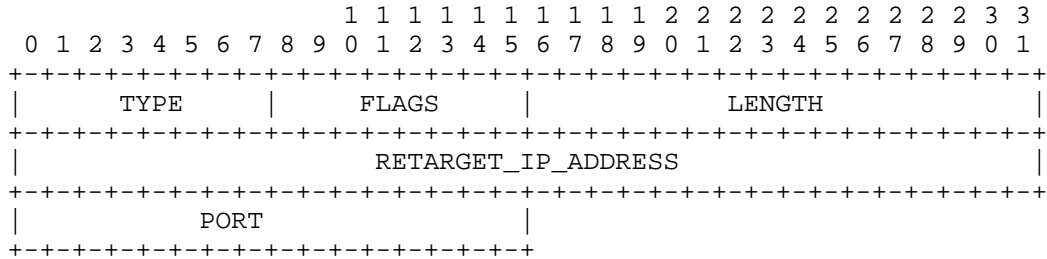 1 1 1 1 1 1 1 1 1 1 2 2 2 2 2 2 2 2 2 2 3 3
 0 1 2 3 4 5 6 7 8 9 0 1 2 3 4 5 6 7 8 9 0 1 2 3 4 5 6 7 8 9 0 1
+-+-+-+-+-+-+-+-+-+-+-+-+-+-+-+-+-+-+-+-+-+-+-+-+-+-+-+-+-+-+-+-+
|      TYPE     |     FLAGS     |            LENGTH             |
+-+-+-+-+-+-+-+-+-+-+-+-+-+-+-+-+-+-+-+-+-+-+-+-+-+-+-+-+-+-+-+-+
|                      RETARGET_IP_ADDRESS                      |
+-+-+-+-+-+-+-+-+-+-+-+-+-+-+-+-+-+-+-+-+-+-+-+-+-+-+-+-+-+-+-+-+
|           PORT                |
+-+-+-+-+-+-+-+-+-+-+-+-+-+-+-+-+